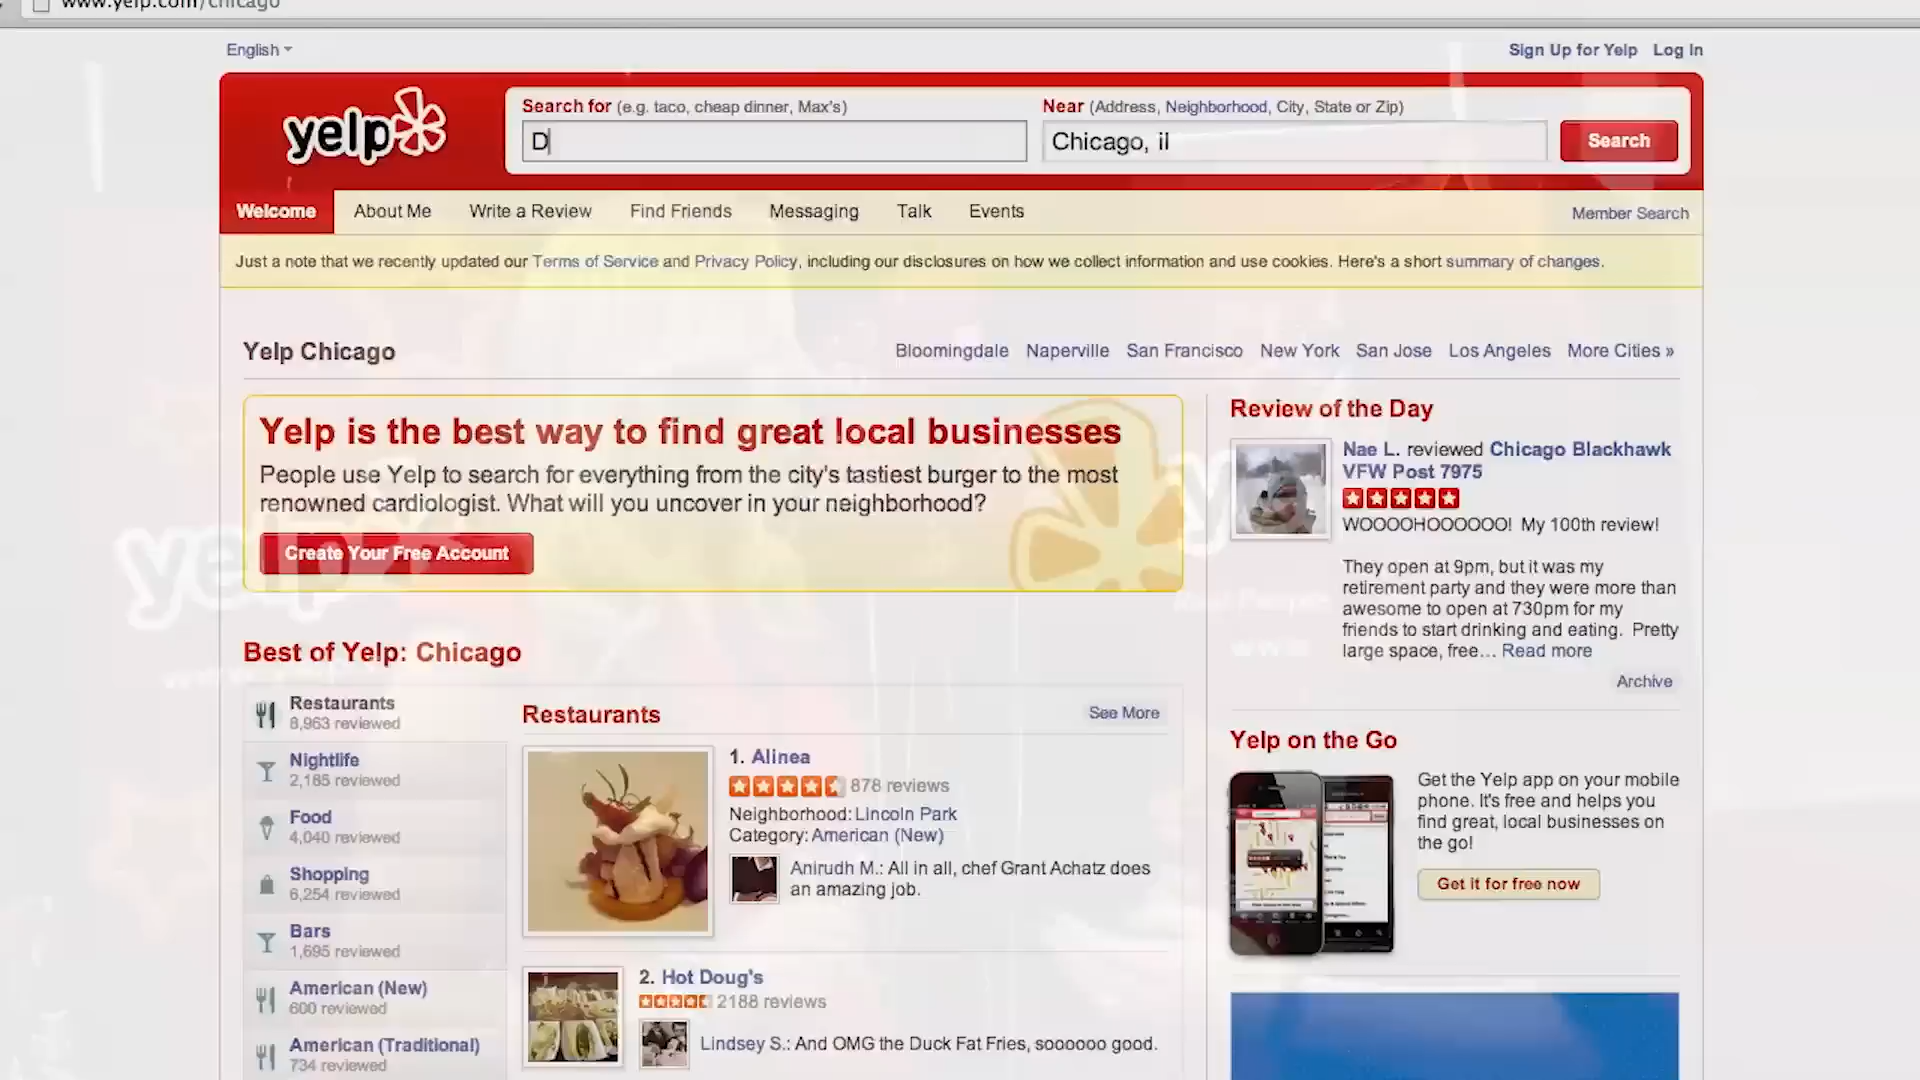 www.yelp.com/chicago
English
Sign Up for Yelp Log In
yelp
Search for (e.g. taco, cheap dinner, Max's)
D
Near (Address, Neighborhood, City, State or Zip)
Chicago, il
Search
Welcome About Me Write a Review Find Friends Messaging Talk Events Member Search
Just a note that we recently updated our Terms of Service and Privacy Policy, including our disclosures on how we collect information and use cookies. Here's a short summary of changes.
Yelp Chicago
Bloomingdale Naperville San Francisco New York San Jose Los Angeles More Cities »
Yelp is the best way to find great local businesses
People use Yelp to search for everything from the city's tastiest burger to the most
renowned cardiologist. What will you uncover in your neighborhood?
Create Your Free Account
yelp
Best of Yelp: Chicago
Restaurants
8,963 reviewed
Nightlife
2,185 reviewed
Food
4,040 reviewed
Shopping
6,254 reviewed
Bars
1,695 reviewed
American (New)
600 reviewed
American (Traditional)
734 reviewed
Restaurants
See More
1. Alinea
878 reviews
Neighborhood: Lincoln Park
Category: American (New)
Anirudh M.: All in all, chef Grant Achatz does
an amazing job.
2. Hot Doug's
2188 reviews
Lindsey S.: And OMG the Duck Fat Fries, soooooo good.
Review of the Day
Nae L. reviewed Chicago Blackhawk
VFW Post 7975
WOOOOHOOOOOO! My 100th review!
They open at 9pm, but it was my
retirement party and they were more than
awesome to open at 730pm for my
friends to start drinking and eating. Pretty
large space, free... Read more
Archive
Yelp on the Go
Get the Yelp app on your mobile
phone. It's free and helps you
find great, local businesses on
the go!
Get it for free now